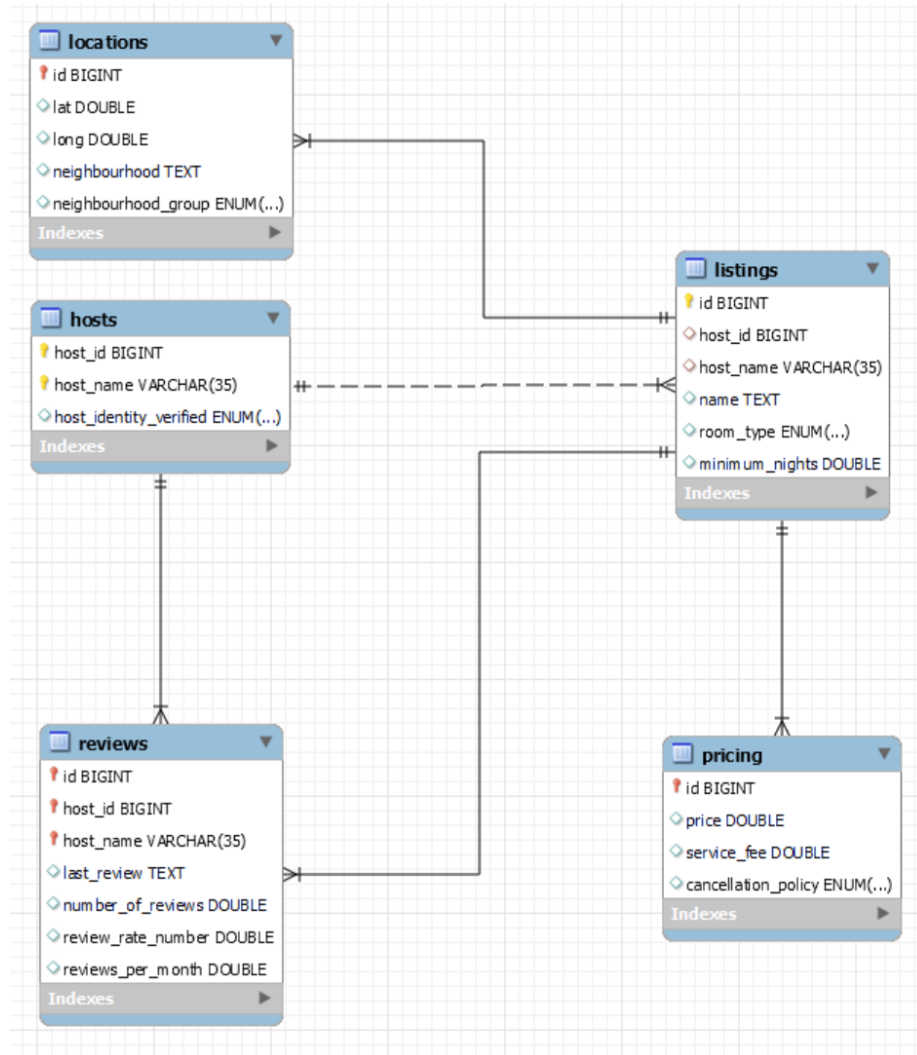 locations
id BIGINT
lat DOUBLE
long DOUBLE
neighbourhood TEXT
neighbourhood_group ENUM(...)
Indexes
hosts
host_id BIGINT
host_name VARCHAR(35)
host_identity_verified ENUM(...)
Indexes
listings
id BIGINT
host_id BIGINT
host_name VARCHAR(35)
name TEXT
room_type ENUM(...)
minimum_nights DOUBLE
Indexes
reviews
id BIGINT
host_id BIGINT
host_name VARCHAR(35)
last_review TEXT
number_of_reviews DOUBLE
review_rate_number DOUBLE
reviews_per_month DOUBLE
Indexes
pricing
id BIGINT
price DOUBLE
service_fee DOUBLE
cancellation_policy ENUM(...)
Indexes